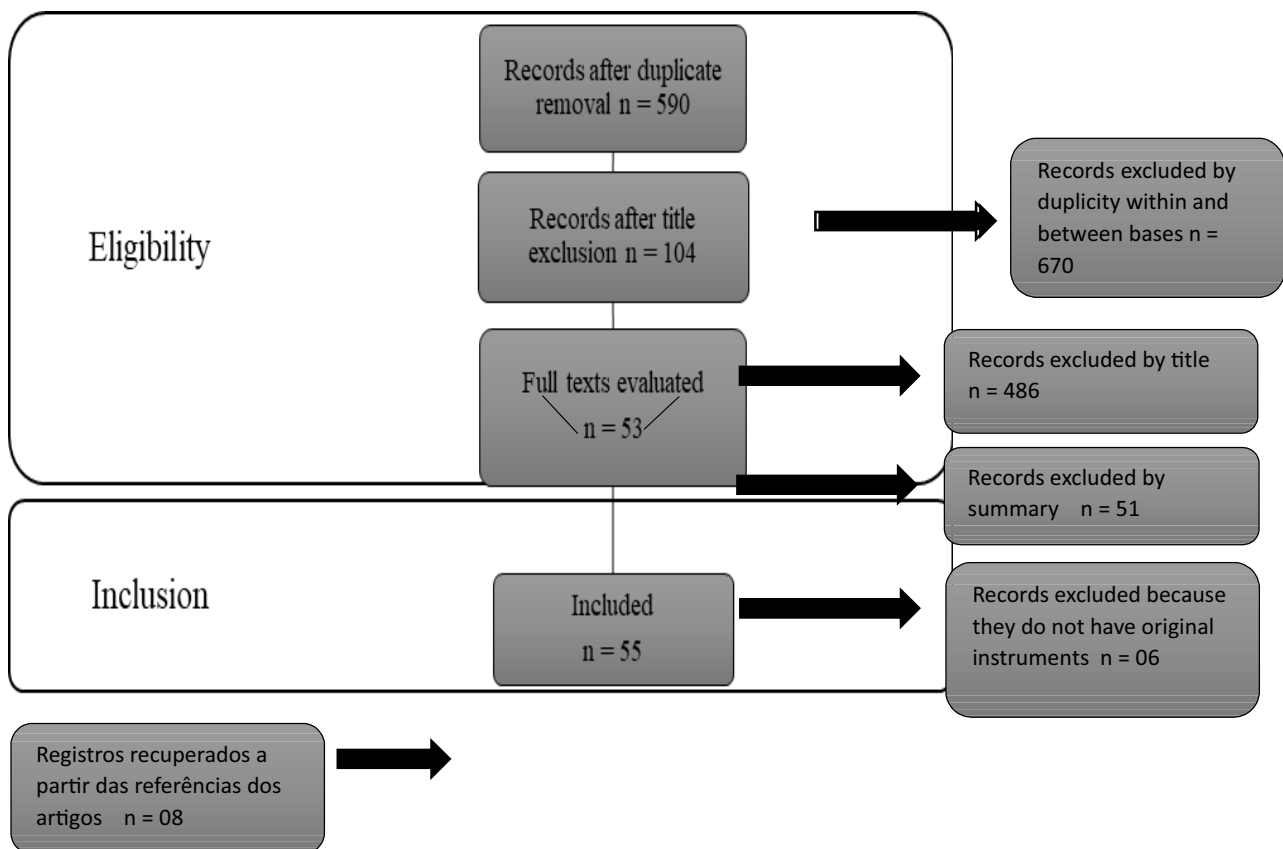 Records after duplicate
removal n = 590
Records excluded by
duplicity within and
between bases n =
670
Eligibility
Records after title
exclusion n = 104
Full texts evaluated
n = 53
Records excluded by title
n = 486
Records excluded by
summary n = 51
Inclusion
Included
n = 55
Records excluded because
they do not have original
instruments n = 06
Registros recuperados a
partir das referências dos
artigos n = 08